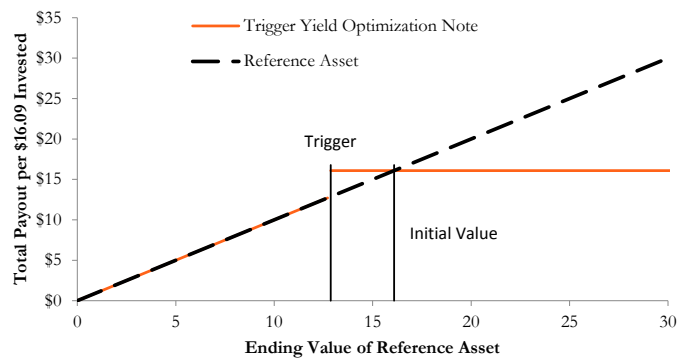 Trigger Yield Optimization Note
Reference Asset
Total Payout per $16.09 Invested
$35
$30
$25
$20
$15
$10
$5
$0
Trigger
Initial Value
0 5 10 15 20 25 30
Ending Value of Reference Asset